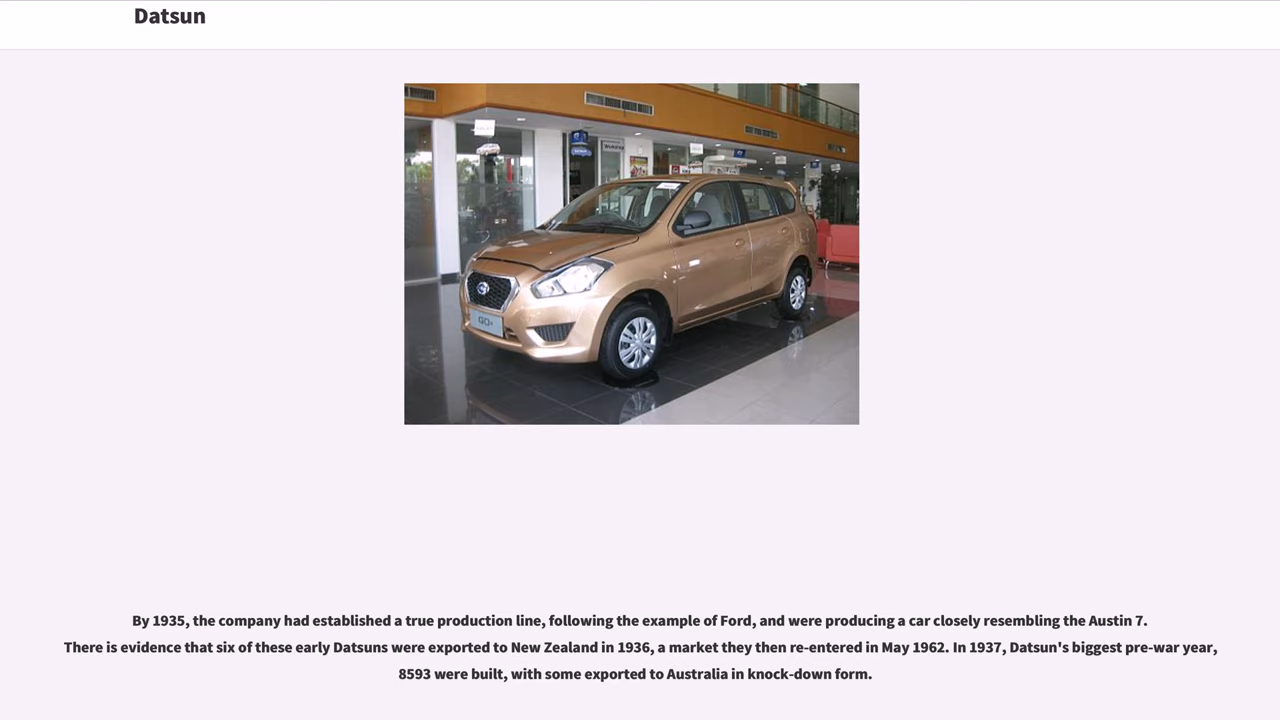 Datsun
Workshop
GO+
By 1935, the company had established a true production line, following the example of Ford, and were producing a car closely resembling the Austin 7.
There is evidence that six of these early Datsuns were exported to New Zealand in 1936, a market they then re-entered in May 1962. In 1937, Datsun's biggest pre-war year,
8593 were built, with some exported to Australia in knock-down form.